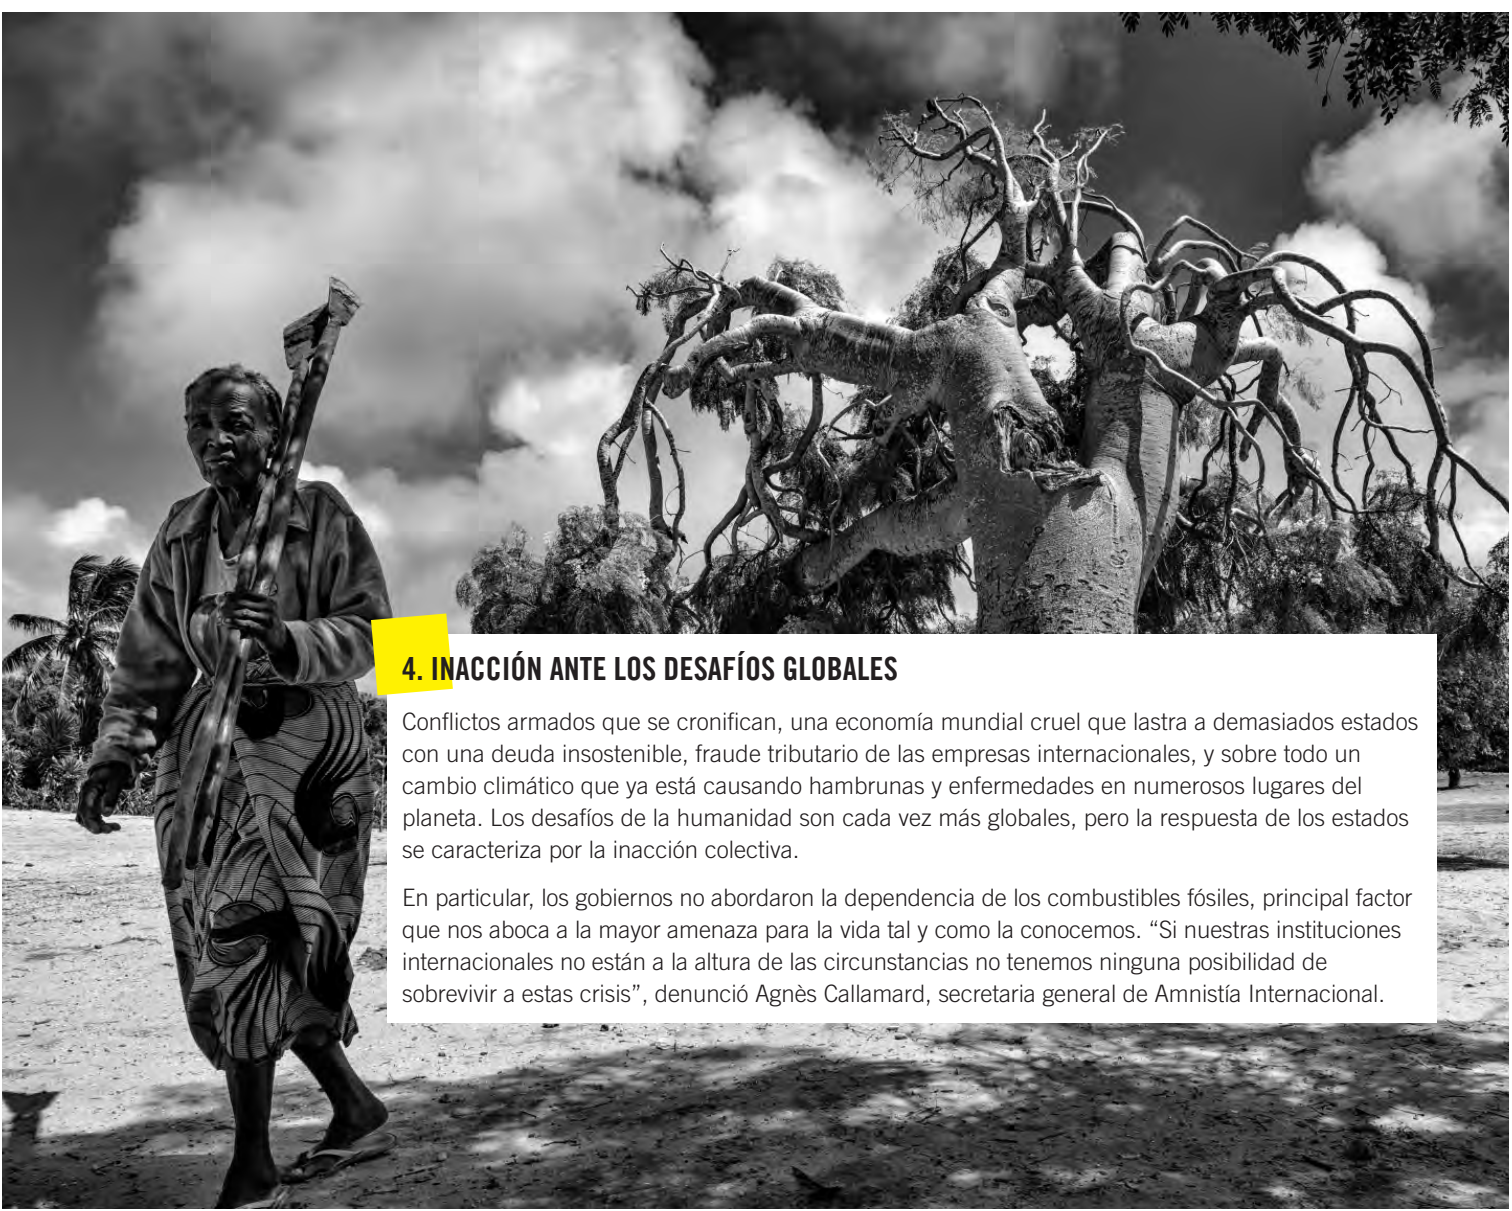 4. INACCIÓN ANTE LOS DESAFÍOS GLOBALES
Conflictos armados que se cronifican, una economía mundial cruel que lastra a demasiados estados
con una deuda insostenible, fraude tributario de las empresas internacionales, y sobre todo un
cambio climático que ya está causando hambrunas y enfermedades en numerosos lugares del
planeta. Los desafíos de la humanidad son cada vez más globales, pero la respuesta de los estados
se caracteriza por la inacción colectiva.
En particular, los gobiernos no abordaron la dependencia de los combustibles fósiles, principal factor
que nos aboca a la mayor amenaza para la vida tal y como la conocemos. “Si nuestras instituciones
internacionales no están a la altura de las circunstancias no tenemos ninguna posibilidad de
sobrevivir a estas crisis”, denunció Agnès Callamard, secretaria general de Amnistía Internacional.